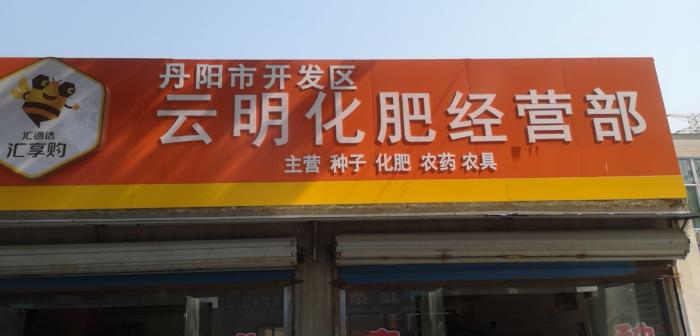 汇通达
汇享购
丹阳市开发区
云明化肥经营部
主营 种子 化肥 农药 农具